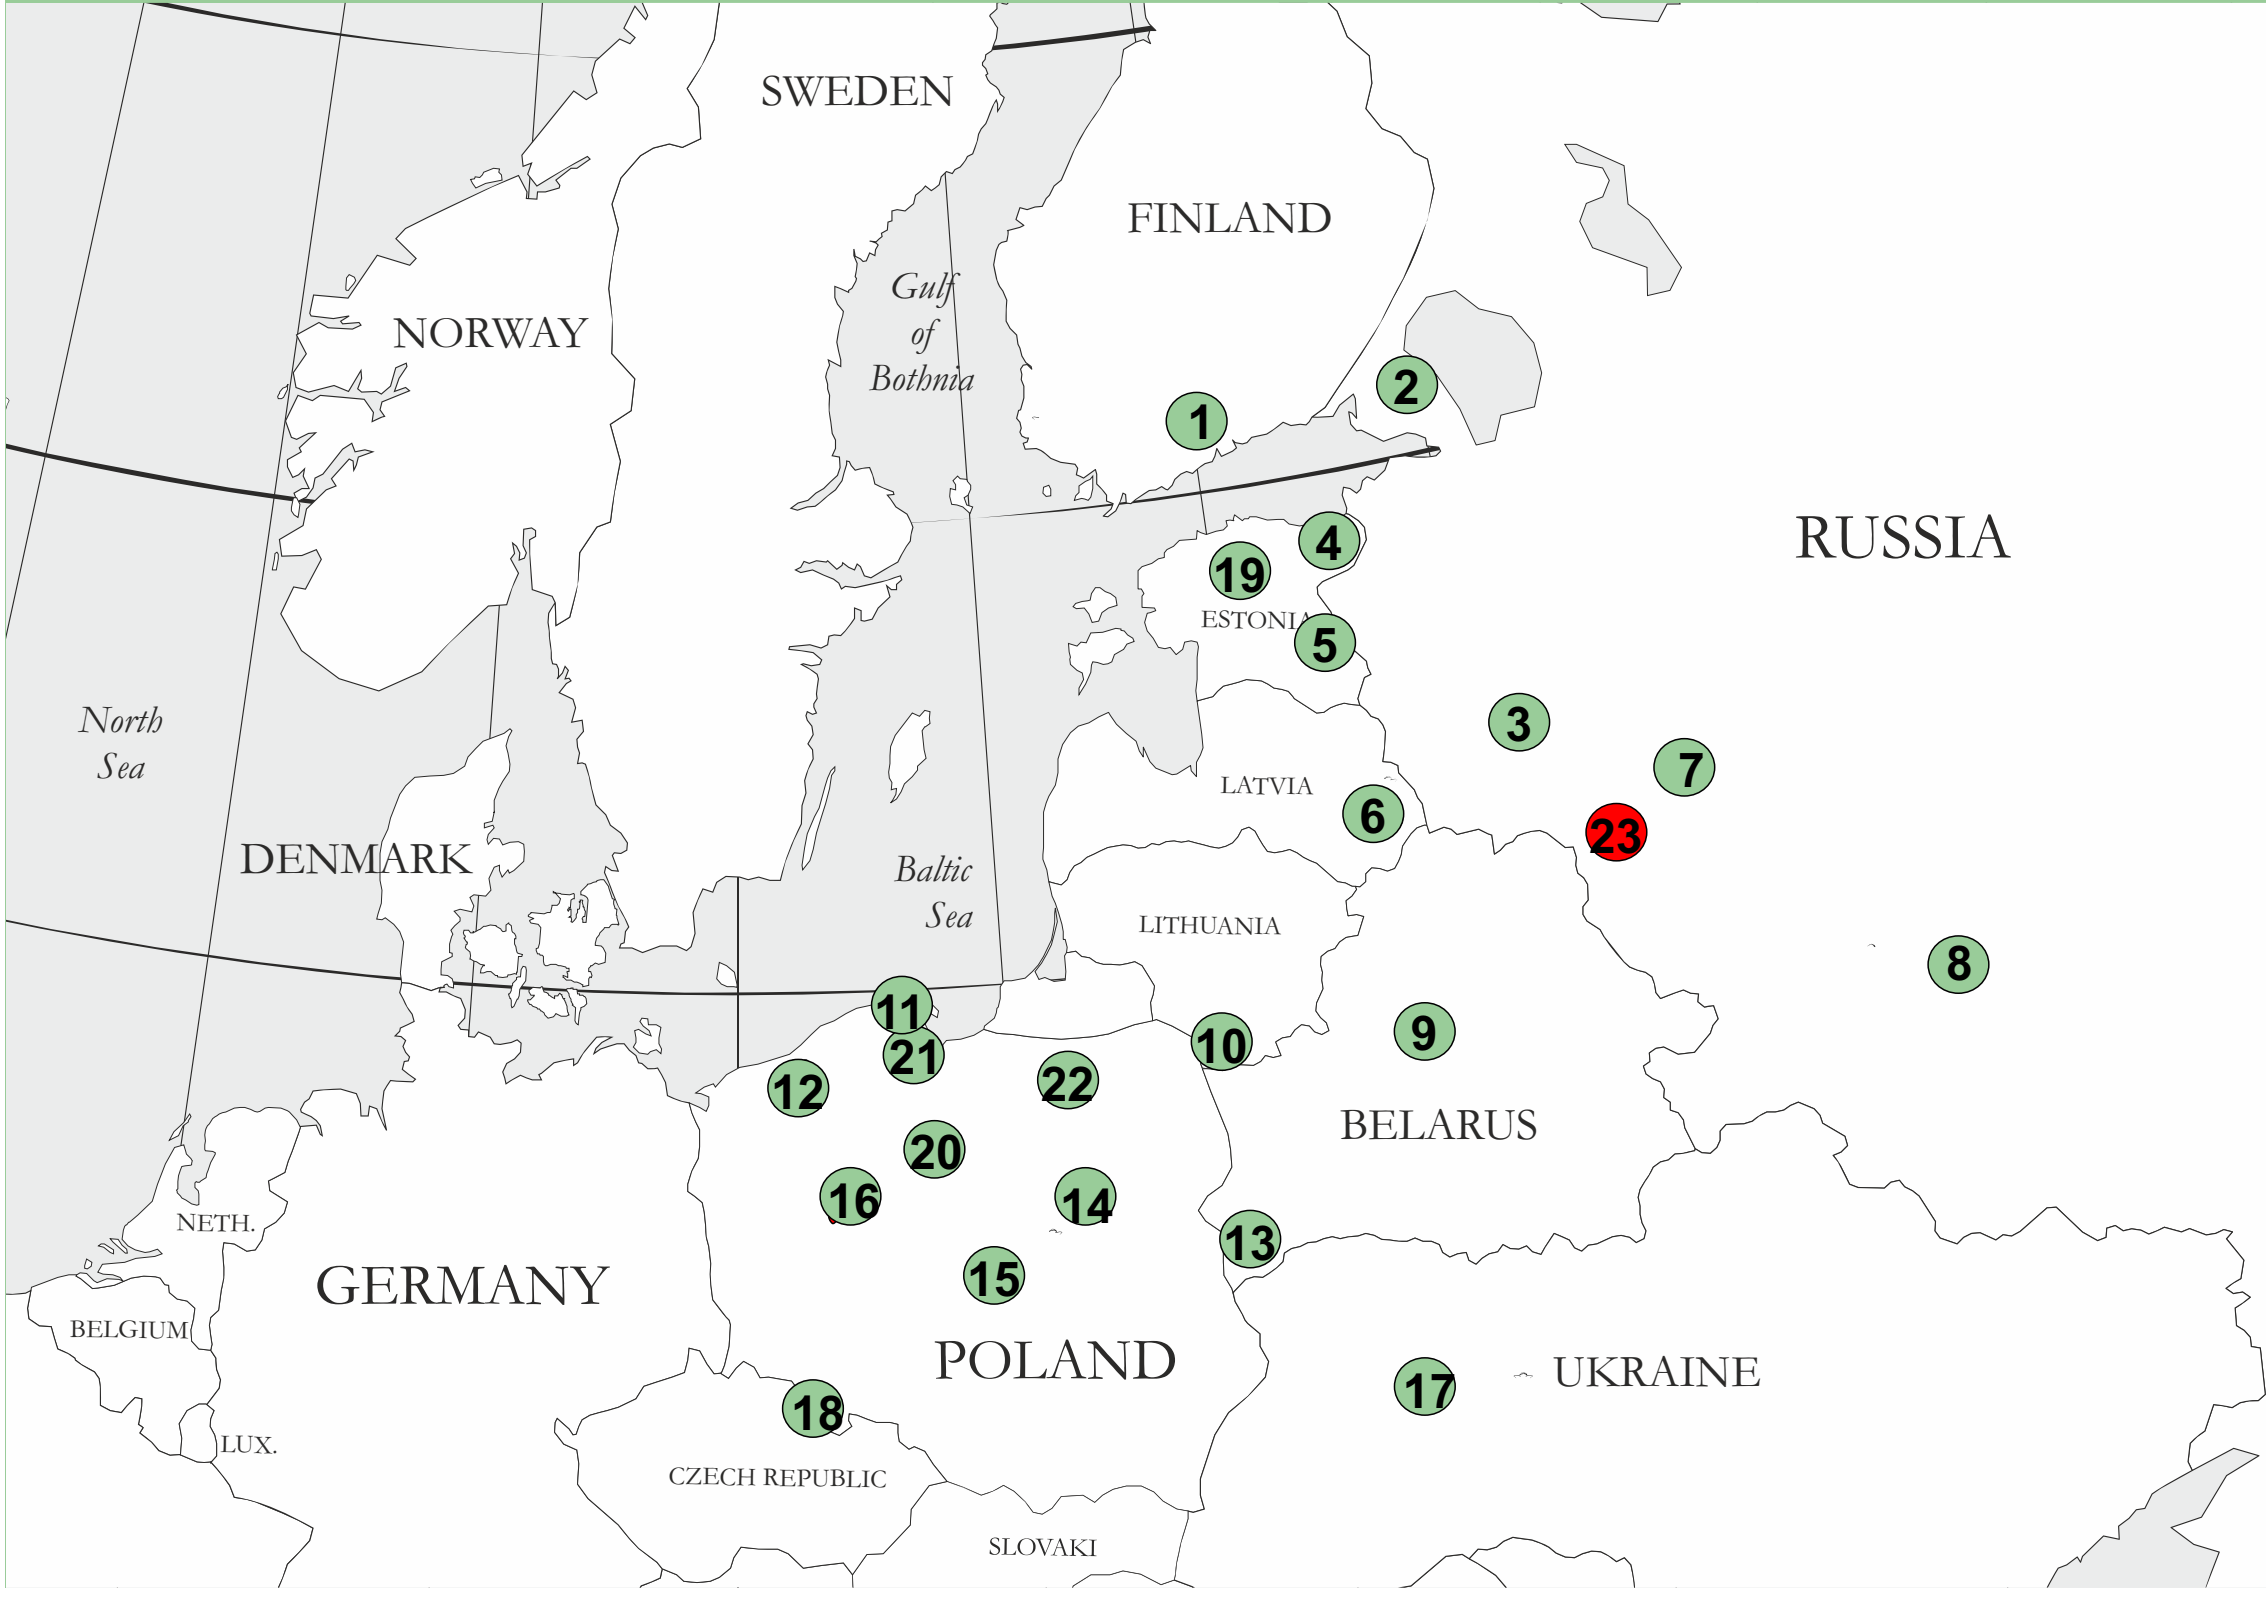 SWEDEN
FINLAND
Gulf
of
Bothnia
NORWAY
2
1
RUSSIA
4
19
ESTONIA
5
North
Sea
3
7
LATVIA
6
23
DENMARK
Baltic
Sea
LITHUANIA
8
11
9
10
21
22
12
BELARUS
20
16
14
NETH.
13
15
GERMANY
BELGIUM
POLAND
UKRAINE
17
18
LUX.
CZECH REPUBLIC
SLOVAKI